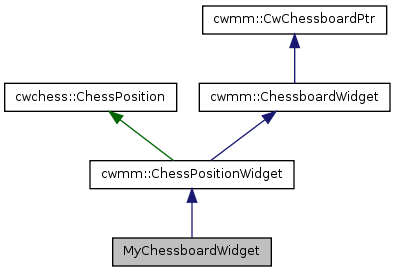 cwmm::CwChessboardPtr
cwchess::ChessPosition
cwmm::ChessboardWidget
cwmm::ChessPositionWidget
MyChessboardWidget